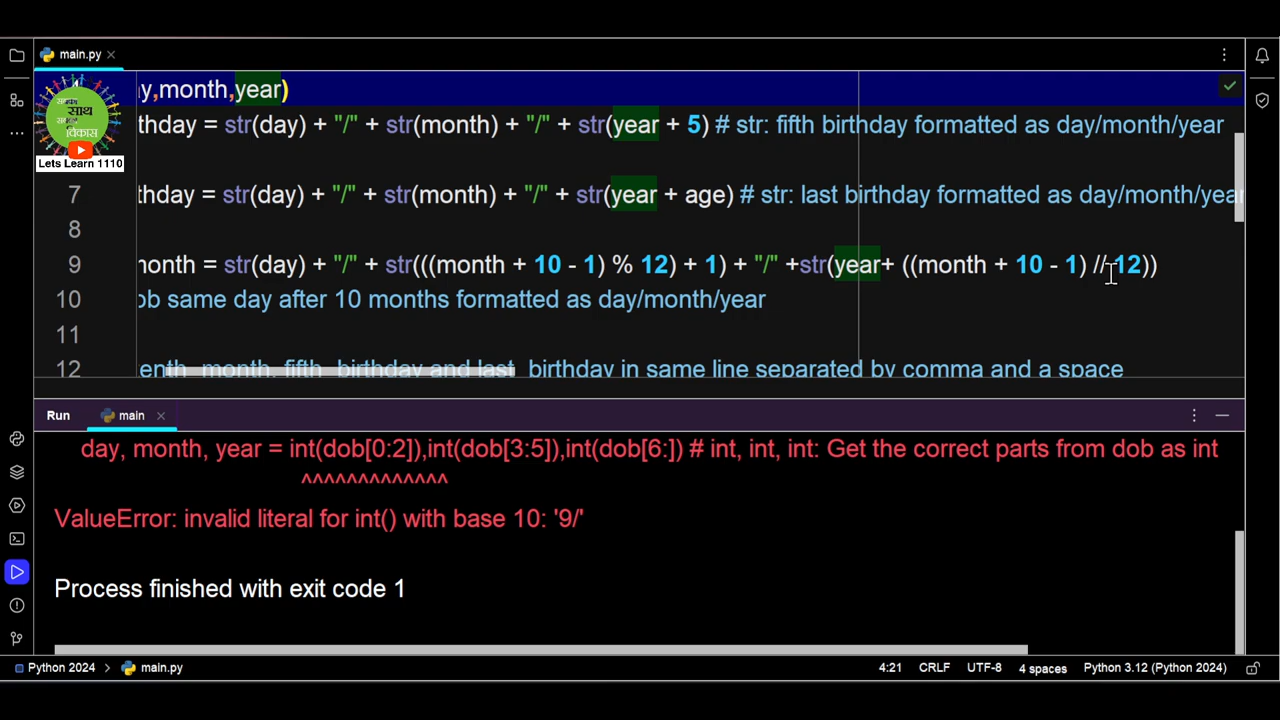 main.py
y,month,year)
सबका
साथ
सबका
विकास
Lets Learn 1110
thday = str(day) + "/" + str(month) + "/" + str(year + 5) # str: fifth birthday formatted as day/month/year
7 thday = str(day) + "/" + str(month) + "/" + str(year + age) # str: last birthday formatted as day/month/year
8
9 nonth = str(day) + "/" + str(((month + 10 - 1) % 12) + 1) + "/" +str(year+ ((month + 10 - 1) // 12))
10 ob same day after 10 months formatted as day/month/year
11
12 enth_month, fifth_birthday and last_birthday in same line separated by comma and a space
Run main
day, month, year = int(dob[0:2]),int(dob[3:5]),int(dob[6:]) # int, int, int: Get the correct parts from dob as int
^^^^^^^^^^^^^
ValueError: invalid literal for int() with base 10: '9/'
Process finished with exit code 1
Python 2024 > main.py 4:21 CRLF UTF-8 4 spaces Python 3.12 (Python 2024)